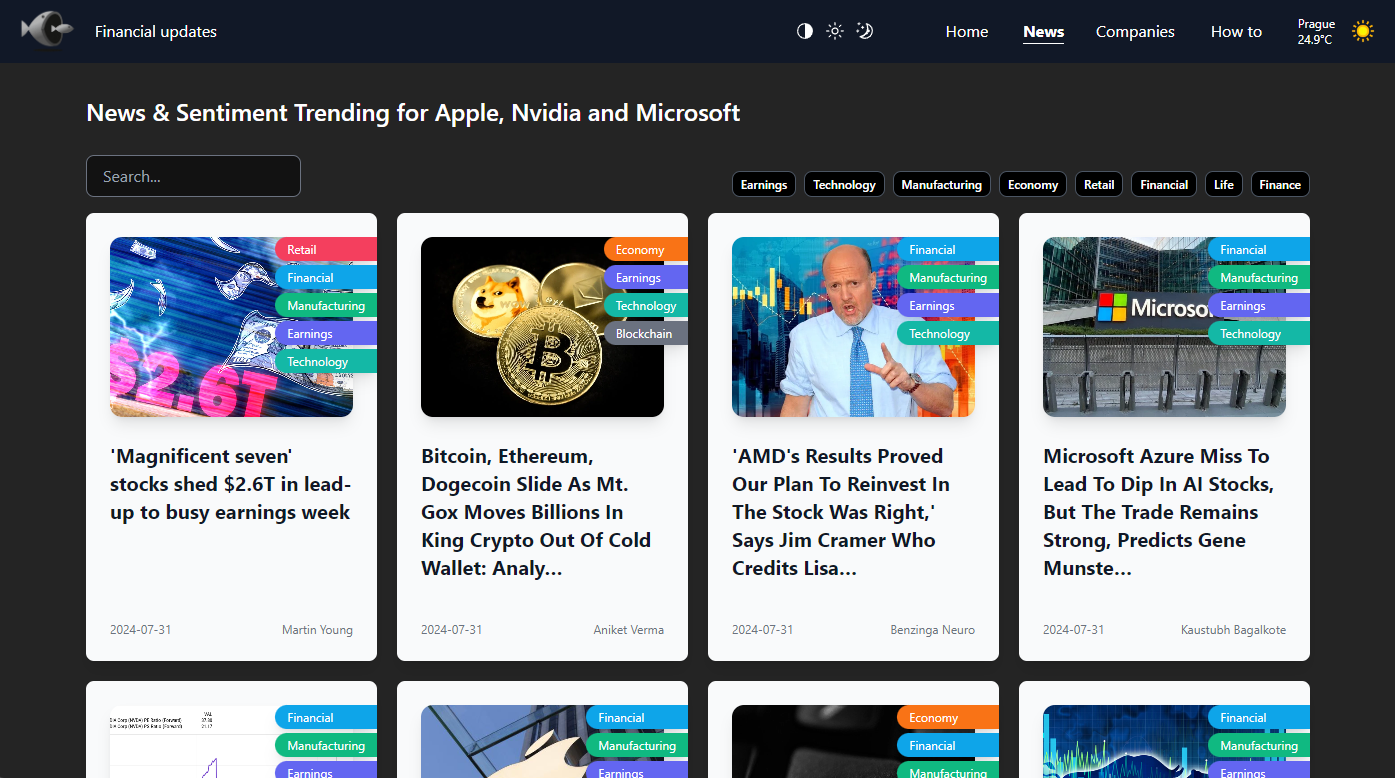 Financial updates
Home
News
Companies
How to
Prague
24.9°C
News & Sentiment Trending for Apple, Nvidia and Microsoft
Search...
Earnings
Technology
Manufacturing
Economy
Retail
Financial
Life
Finance
$2.6T
Retail
Financial
Manufacturing
Earnings
Technology
'Magnificent seven'
stocks shed $2.6T in lead-
up to busy earnings week
2024-07-31
Martin Young
Economy
Earnings
Technology
Blockchain
Bitcoin, Ethereum,
Dogecoin Slide As Mt.
Gox Moves Billions In
King Crypto Out Of Cold
Wallet: Analy...
2024-07-31
Aniket Verma
Financial
Manufacturing
Earnings
Technology
'AMD's Results Proved
Our Plan To Reinvest In
The Stock Was Right,'
Says Jim Cramer Who
Credits Lisa...
2024-07-31
Benzinga Neuro
Microso
Financial
Manufacturing
Earnings
Technology
Microsoft Azure Miss To
Lead To Dip In AI Stocks,
But The Trade Remains
Strong, Predicts Gene
Munste...
2024-07-31
Kaustubh Bagalkote
Financial
Manufacturing
Earnings
Financial
Manufacturing
Earnings
Economy
Financial
Manufacturing
Financial
Manufacturing
Earnings